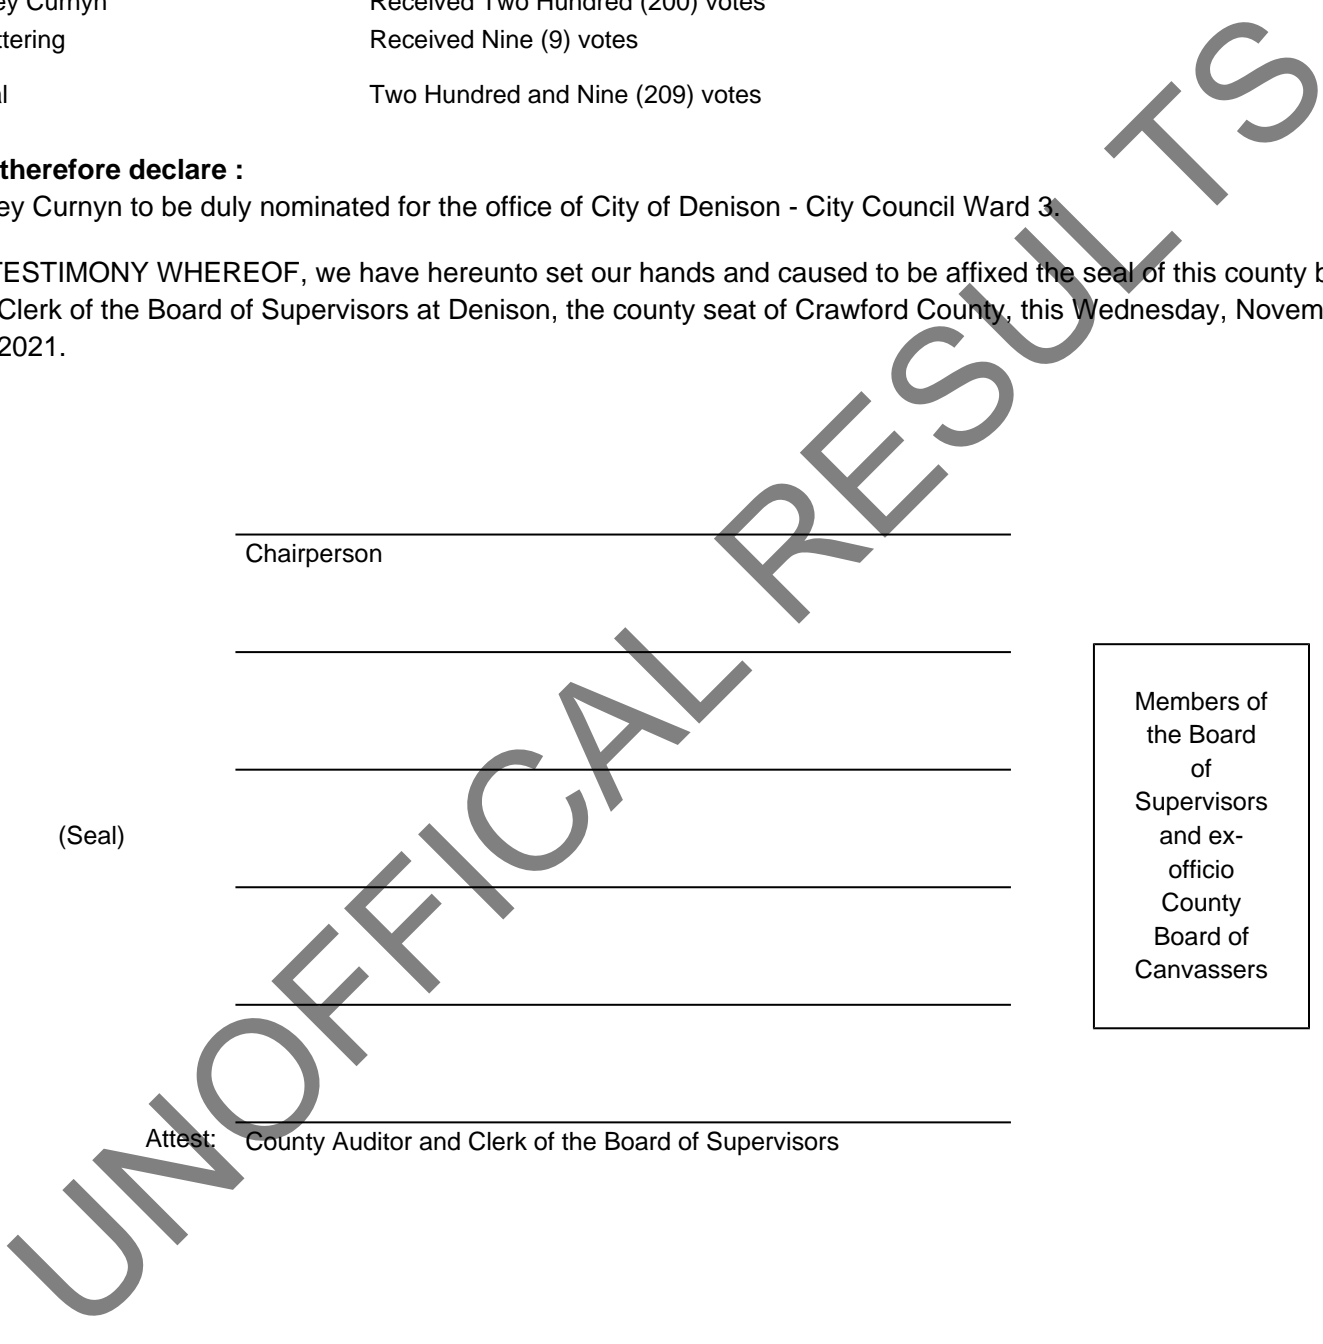 ey Curnyn Received Two Hundred (200) votes
ttering Received Nine (9) votes
al Two Hundred and Nine (209) votes
therefore declare :
ey Curnyn to be duly nominated for the office of City of Denison - City Council Ward 3.
TESTIMONY WHEREOF, we have hereunto set our hands and caused to be affixed the seal of this county b
Clerk of the Board of Supervisors at Denison, the county seat of Crawford County, this Wednesday, Novem
2021.
Chairperson
Members of
the Board
of
Supervisors
and ex-
officio
County
Board of
Canvassers
(Seal)
Attest: County Auditor and Clerk of the Board of Supervisors
UNOFFICAL RESULTS